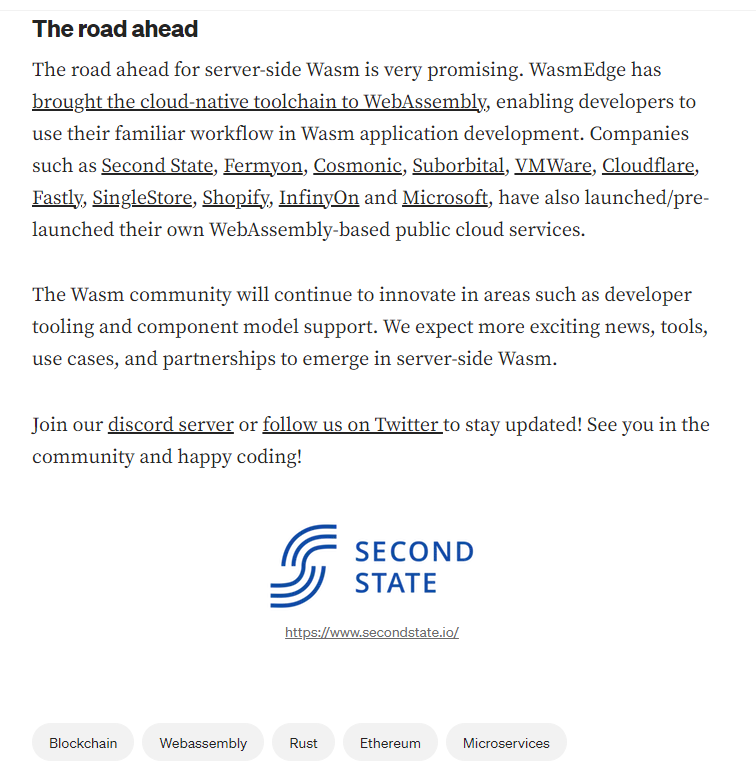 The road ahead
The road ahead for server-side Wasm is very promising. WasmEdge has
brought the cloud-native toolchain to WebAssembly, enabling developers to
use their familiar workflow in Wasm application development. Companies
such as Second State, Fermyon, Cosmonic, Suborbital, VMWare, Cloudflare,
Fastly, SingleStore, Shopify, InfinyOn and Microsoft, have also launched/pre-
launched their own WebAssembly-based public cloud services.
The Wasm community will continue to innovate in areas such as developer
tooling and component model support. We expect more exciting news, tools,
use cases, and partnerships to emerge in server-side Wasm.
Join our discord server or follow us on Twitter to stay updated! See you in the
community and happy coding!
SECOND
STATE
https://www.secondstate.io/
Blockchain Webassembly Rust Ethereum Microservices